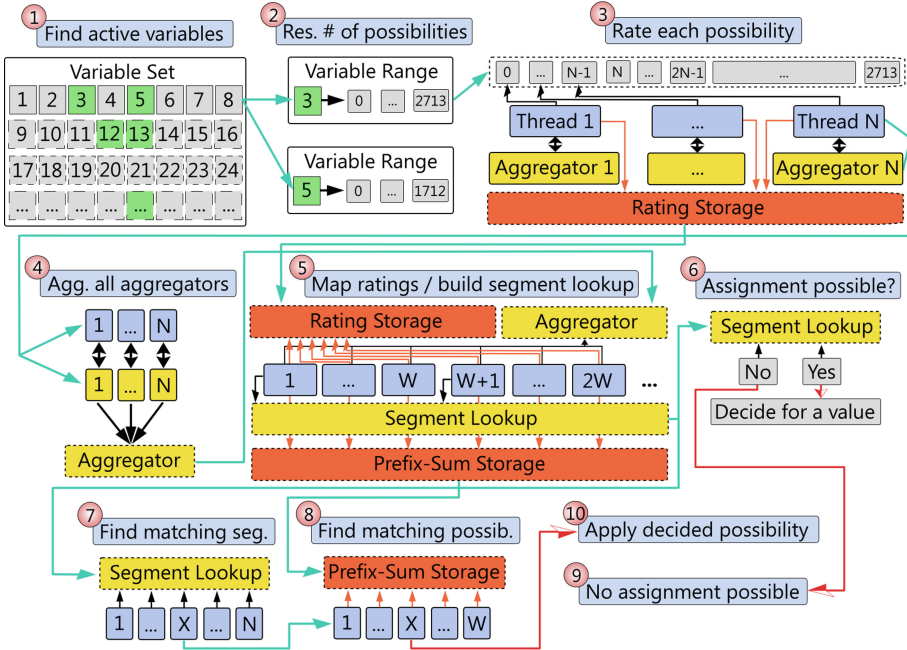 1 Find active variables
Variable Set
1 2 3 4 5 6 7 8
9 10 11 12 13 14 15 16
17 18 19 20 21 22 23 24
... ... ... ... ... ... ... ...
2 Res. # of possibilities
Variable Range
3 0 ... 2713
Variable Range
5 0 ... 1712
3 Rate each possibility
0 ... N-1 N ... 2N-1 ... 2713
Thread 1 ... Thread N
Aggregator 1 ... Aggregator N
Rating Storage
4 Agg. all aggregators
1 ... N
1 ... N
Aggregator
5 Map ratings / build segment lookup
Rating Storage Aggregator
1 ... W W+1 ... 2W ...
Segment Lookup
Prefix-Sum Storage
6 Assignment possible?
Segment Lookup
No Yes
Decide for a value
7 Find matching seg.
Segment Lookup
1 ... X ... N
8 Find matching possib.
Prefix-Sum Storage
1 ... X ... W
10 Apply decided possibility
9 No assignment possible